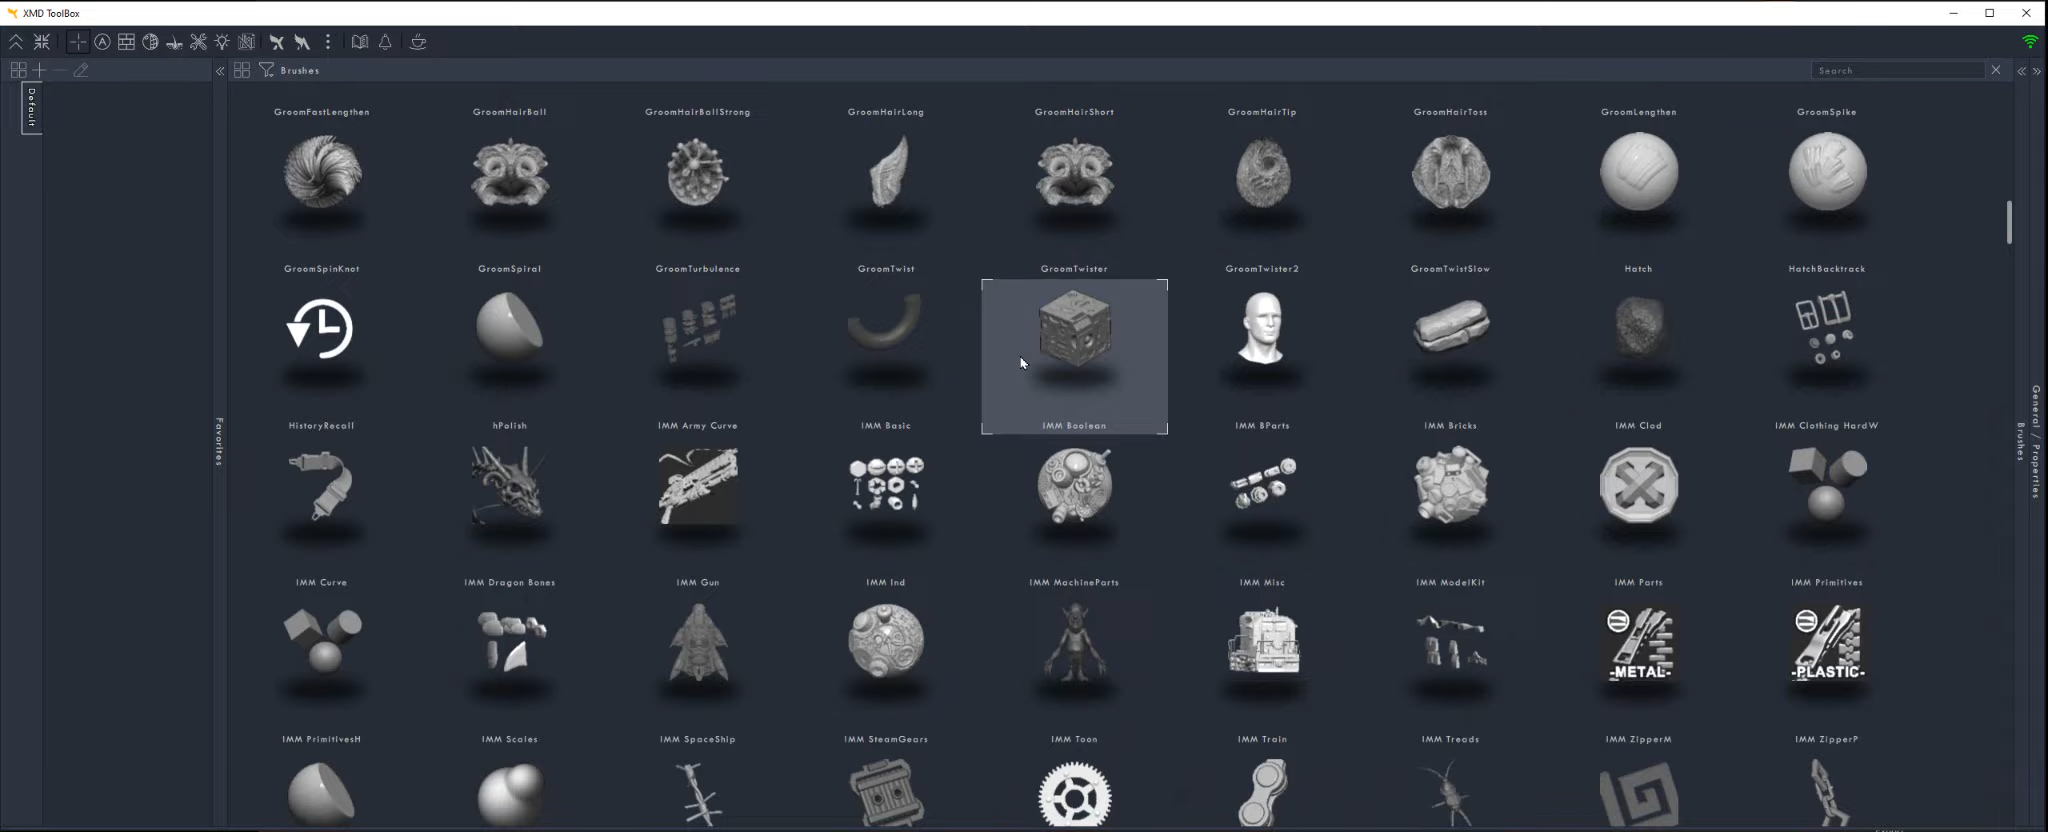 XMD ToolBox
Default
Brushes
Search
GroomFastLengthen GroomHairBall GroomHairBallStrong GroomHairLong GroomHairShort GroomHairTip GroomHairToss GroomLengthen GroomSpike
GroomSpinKnot GroomSpiral GroomTurbulence GroomTwist GroomTwister GroomTwister2 GroomTwistSlow Hatch HatchBacktrack
HistoryRecall hPolish IMM Army Curve IMM Basic IMM Boolean IMM BParts IMM Bricks IMM Clod IMM Clothing HardW
Favorites
Brushes
General / Properties
IMM Curve IMM Dragon Bones IMM Gun IMM Ind IMM MachineParts IMM Misc IMM ModelKit IMM Parts IMM Primitives
-METAL- -PLASTIC-
IMM PrimitivesH IMM Scales IMM SpaceShip IMM SteamGears IMM Toon IMM Train IMM Treads IMM ZipperM IMM ZipperP